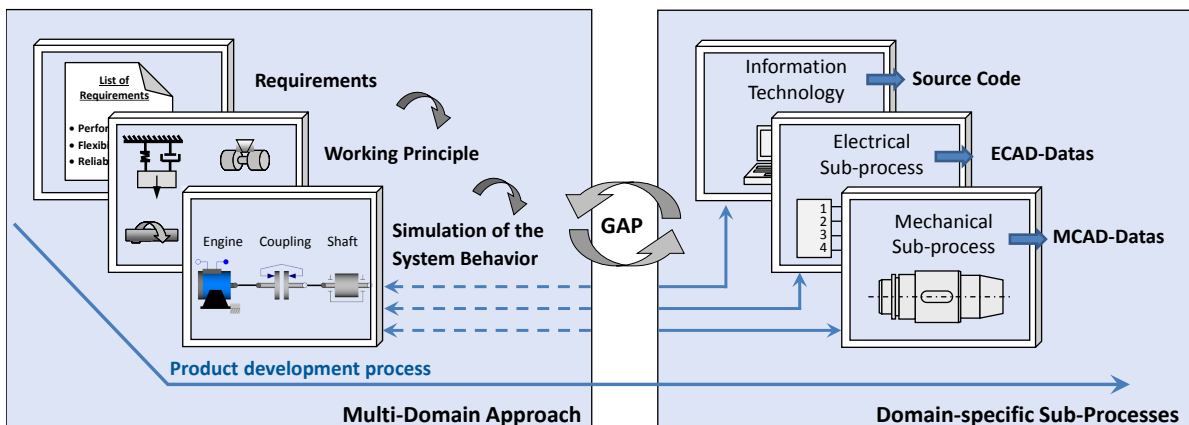 List of
Requirements
• Perfor
• Flexibi
• Reliab
Requirements
Working Principle
Engine Coupling Shaft
Simulation of the
System Behavior
GAP
Product development process
Multi-Domain Approach
Information
Technology
Source Code
Electrical
Sub-process
ECAD-Datas
1
2
3
4
Mechanical
Sub-process
MCAD-Datas
Domain-specific Sub-Processes